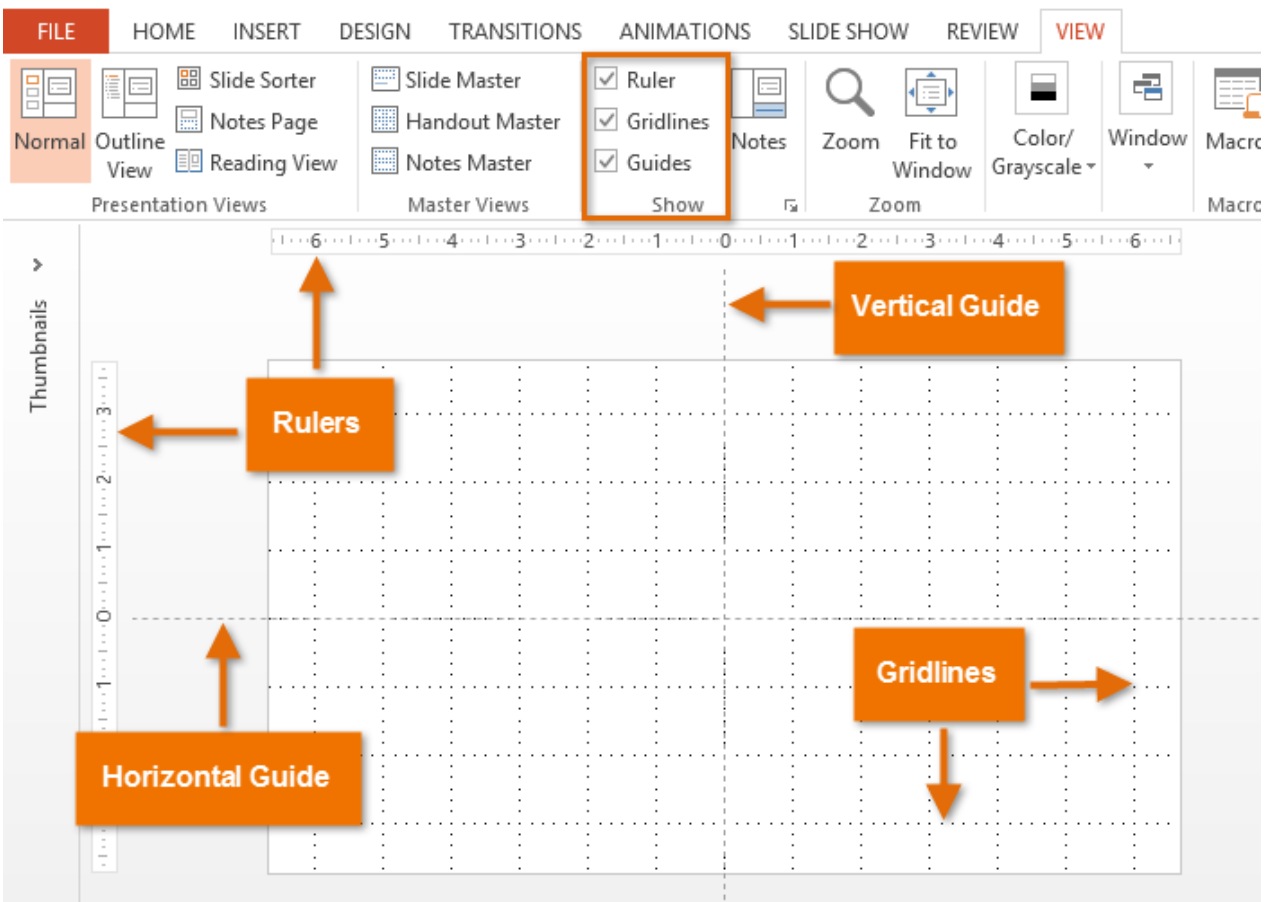 FILE HOME INSERT DESIGN TRANSITIONS ANIMATIONS SLIDE SHOW REVIEW VIEW
Normal
Outline
View
Slide Sorter
Notes Page
Reading View
Presentation Views
Slide Master
Handout Master
Notes Master
Master Views
Ruler
Gridlines
Guides
Show
Notes
Zoom
Fit to
Window
Zoom
Color/
Grayscale
Window
Macro
Macro
Thumbnails
6 5 4 3 2 1 0 1 2 3 4 5 6
3
2
1
0
1
Vertical Guide
Rulers
Gridlines
Horizontal Guide